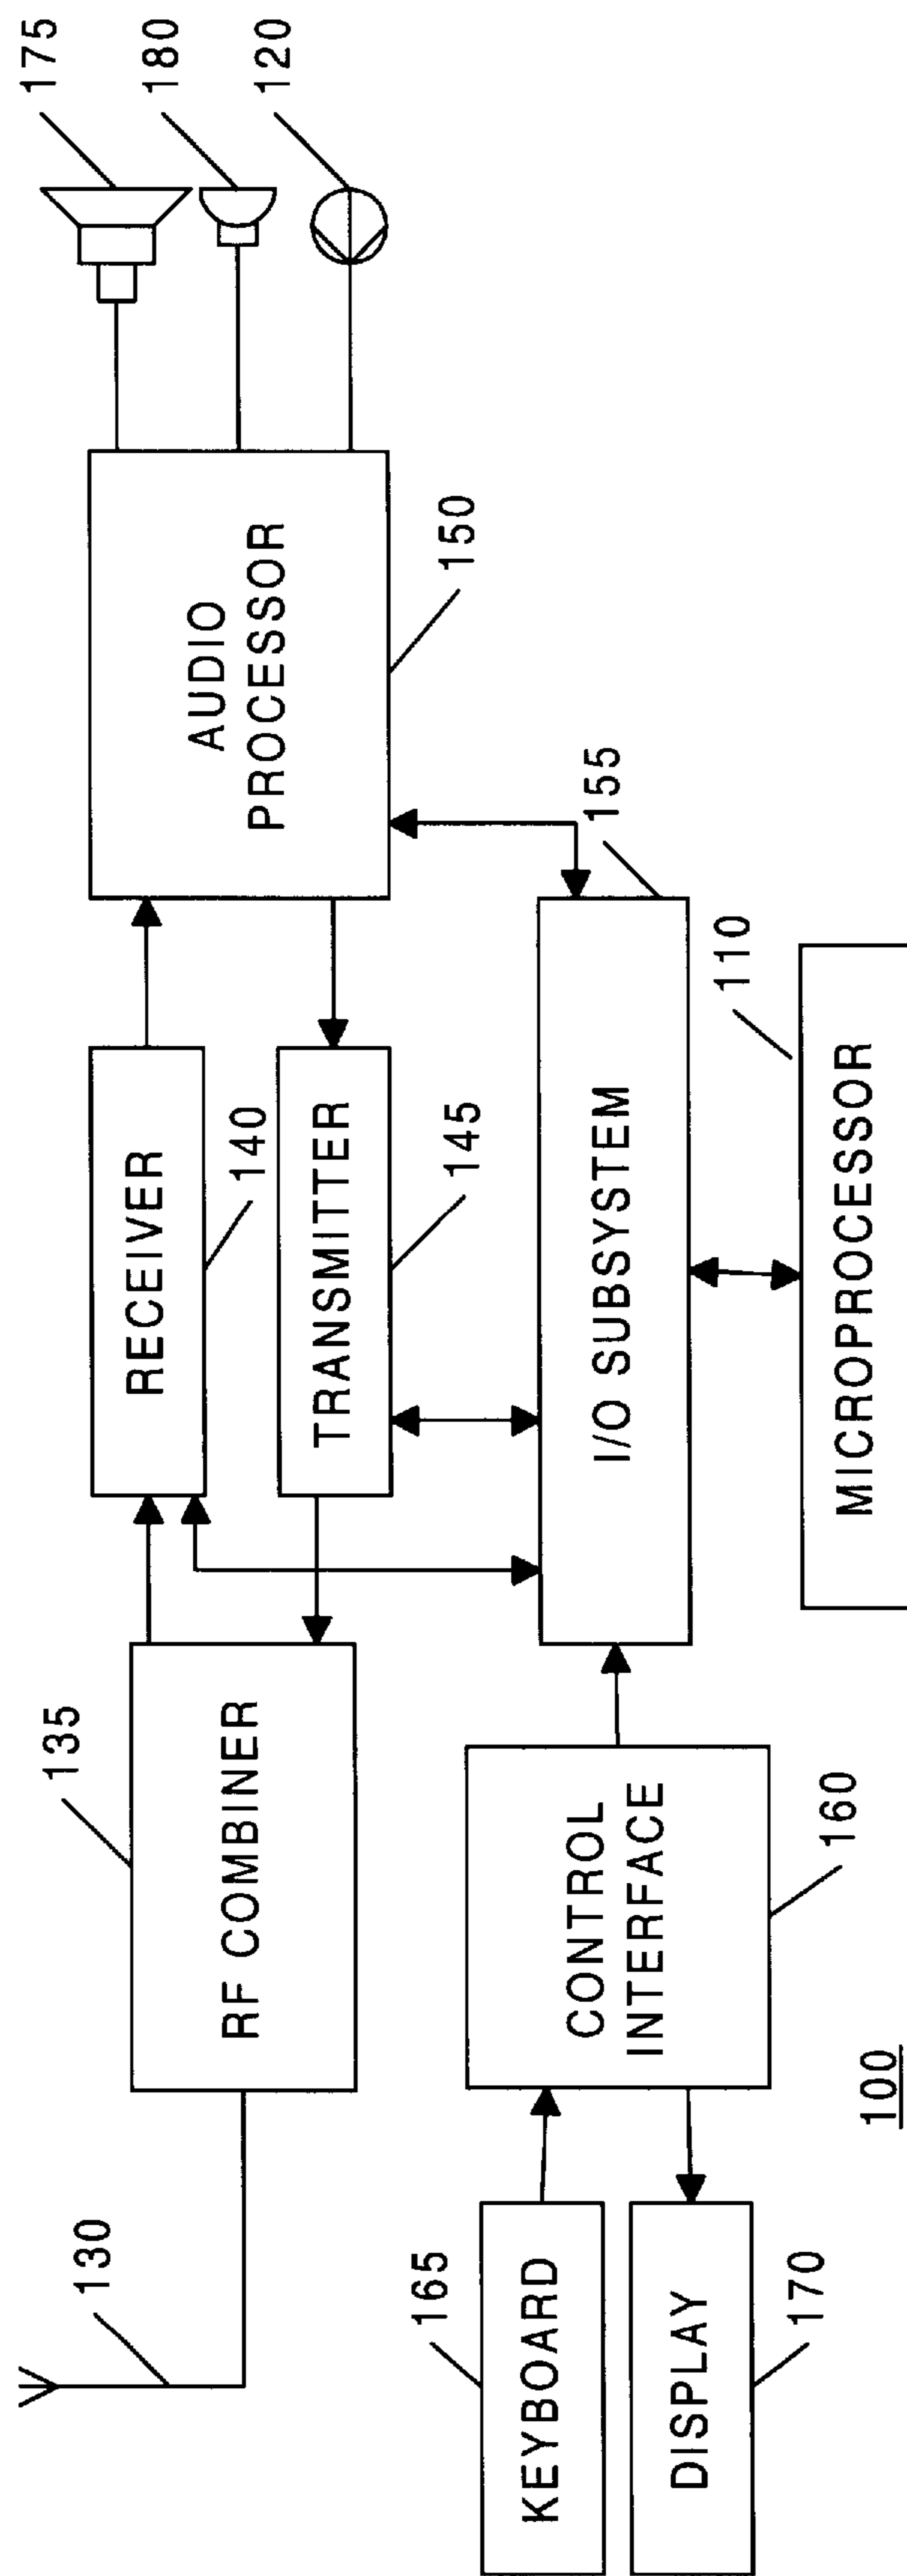 130
135
RF COMBINER
RECEIVER
140
TRANSMITTER
145
AUDIO
PROCESSOR
150
175
180
120
165
KEYBOARD
DISPLAY
170
CONTROL
INTERFACE
160
I/O SUBSYSTEM
155
110
MICROPROCESSOR
100